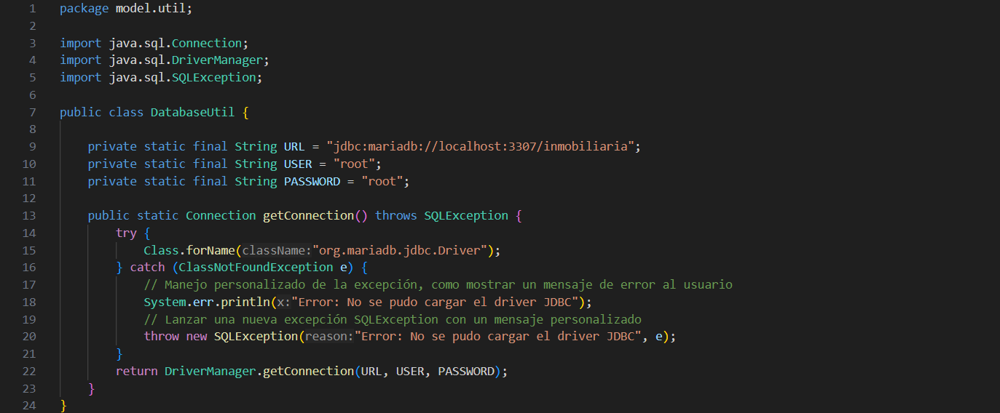 1 package model.util;
2
3 import java.sql.Connection;
4 import java.sql.DriverManager;
5 import java.sql.SQLException;
6
7 public class DatabaseUtil {
8
9     private static final String URL = "jdbc:mariadb://localhost:3307/inmobiliaria";
10     private static final String USER = "root";
11     private static final String PASSWORD = "root";
12
13     public static Connection getConnection() throws SQLException {
14         try {
15             Class.forName(className:"org.mariadb.jdbc.Driver");
16         } catch (ClassNotFoundException e) {
17             // Manejo personalizado de la excepción, como mostrar un mensaje de error al usuario
18             System.err.println(x:"Error: No se pudo cargar el driver JDBC");
19             // Lanzar una nueva excepción SQLException con un mensaje personalizado
20             throw new SQLException(reason:"Error: No se pudo cargar el driver JDBC", e);
21         }
22         return DriverManager.getConnection(URL, USER, PASSWORD);
23     }
24 }